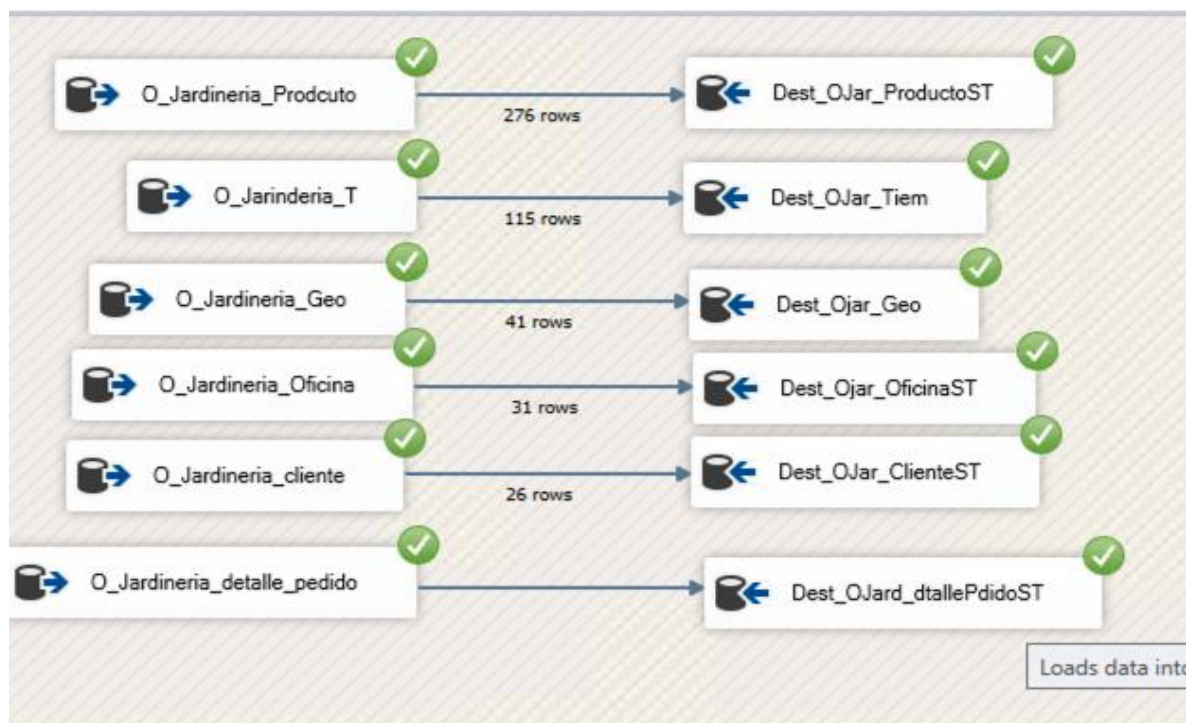 O_Jardineria_Prodcuto
276 rows
Dest_OJar_ProductoST
O_Jarinderia_T
115 rows
Dest_OJar_Tiem
O_Jardineria_Geo
41 rows
Dest_Ojar_Geo
O_Jardineria_Oficina
31 rows
Dest_Ojar_OficinaST
O_Jardineria_cliente
26 rows
Dest_OJar_ClienteST
O_Jardineria_detalle_pedido
Dest_OJard_dtallePdidoST
Loads data into